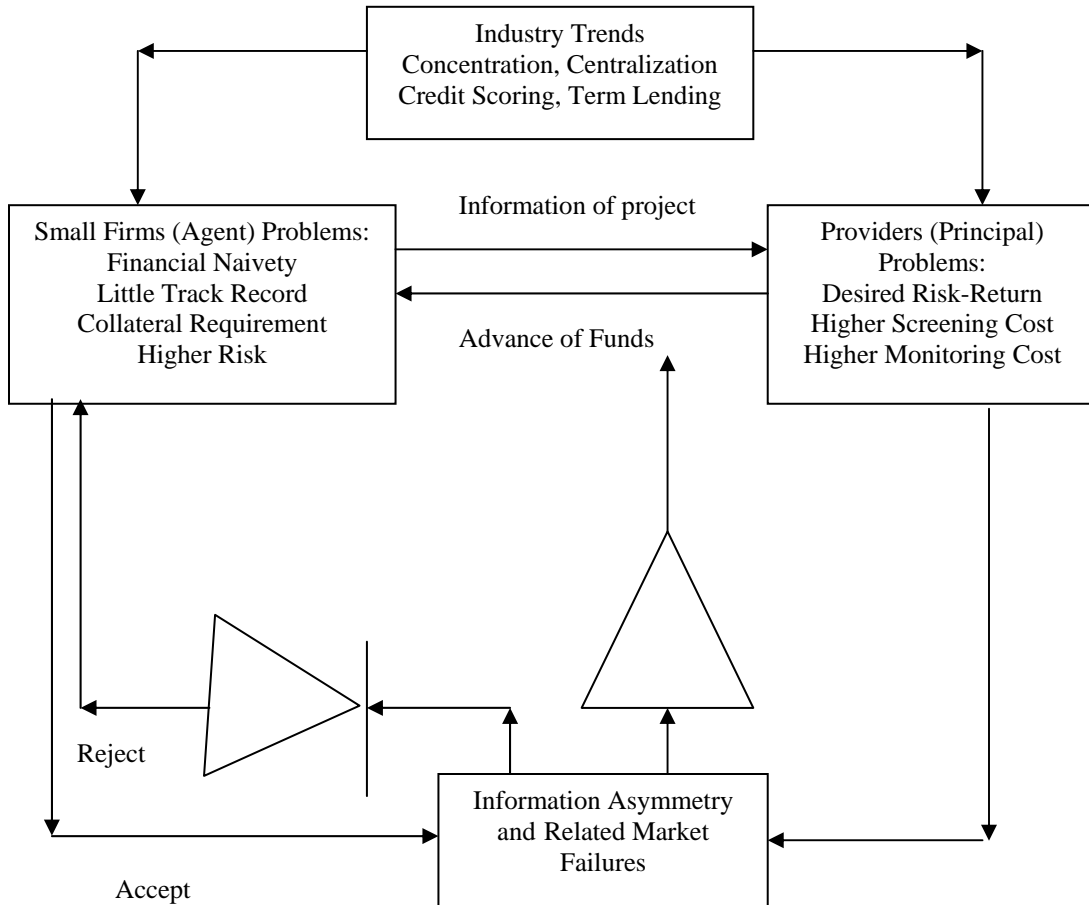 Industry Trends
Concentration, Centralization
Credit Scoring, Term Lending
Information of project
Small Firms (Agent) Problems:
Financial Naivety
Little Track Record
Collateral Requirement
Higher Risk
Providers (Principal)
Problems:
Desired Risk-Return
Higher Screening Cost
Higher Monitoring Cost
Advance of Funds
Reject
Information Asymmetry
and Related Market
Failures
Accept